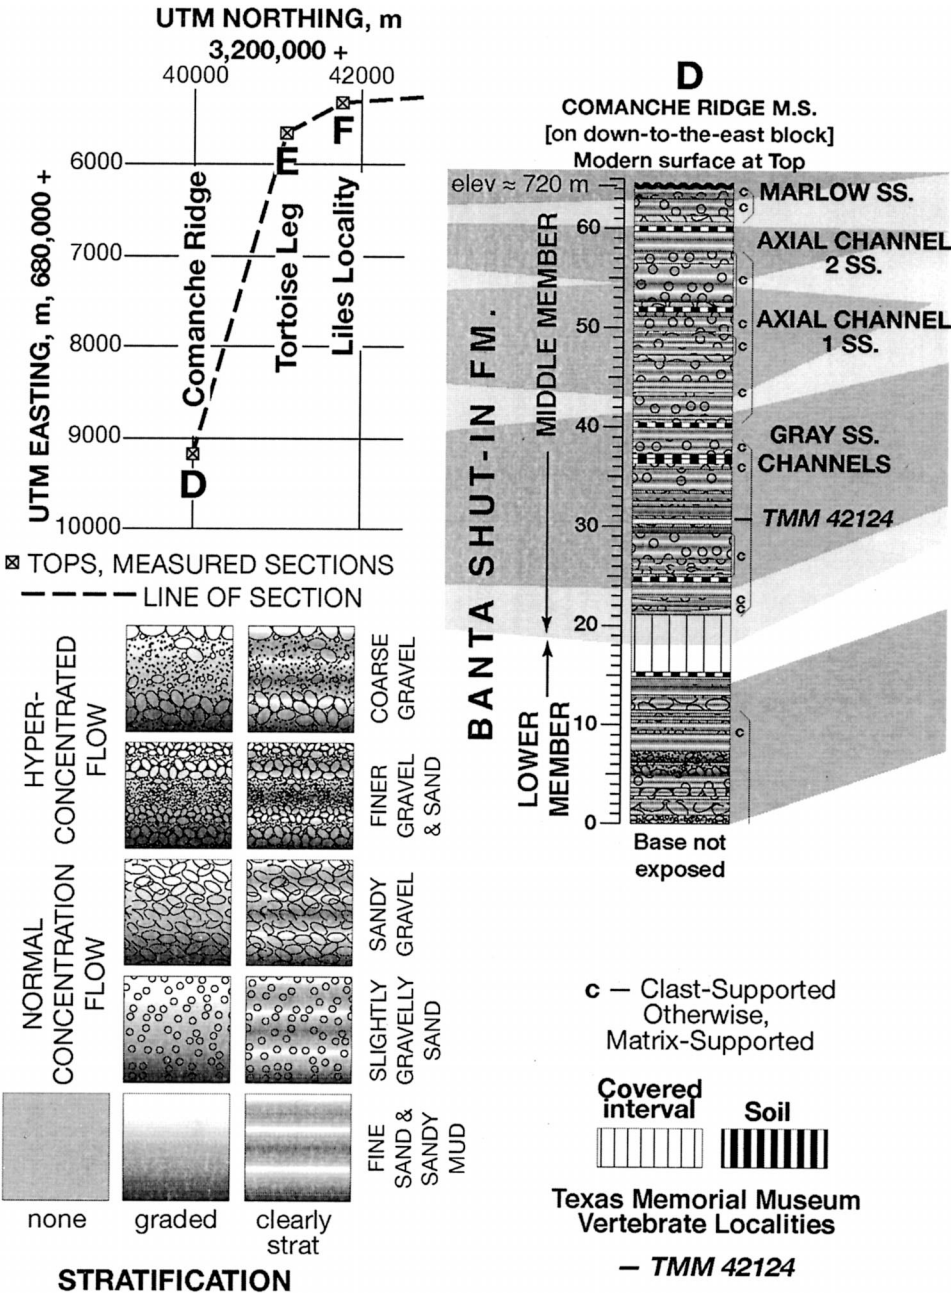 UTM NORTHING, m
3,200,000 +
40000 42000
F
E
6000
7000
8000
9000
10000
UTM EASTING, m, 680,000 +
Comanche Ridge
Tortoise Leg
Liles Locality
D
⊠ TOPS, MEASURED SECTIONS
LINE OF SECTION
HYPER-
CONCENTRATED
FLOW
COARSE
GRAVEL
FINER
GRAVEL
& SAND
NORMAL
CONCENTRATION
FLOW
SANDY
GRAVEL
SLIGHTLY
GRAVELLY
SAND
FINE
SAND &
SANDY
MUD
none graded clearly
strat
STRATIFICATION
D
COMANCHE RIDGE M.S.
[on down-to-the-east block]
Modern surface at Top
elev ≈ 720 m
60
50
40
30
20
10
0
BANTA SHUT-IN FM.
MIDDLE MEMBER
LOWER
MEMBER
c
c
c
c
c
c
c
c
c
c
c
c
MARLOW SS.
AXIAL CHANNEL
2 SS.
AXIAL CHANNEL
1 SS.
GRAY SS.
CHANNELS
TMM 42124
Base not
exposed
c — Clast-Supported
Otherwise,
Matrix-Supported
Covered
interval
Soil
Texas Memorial Museum
Vertebrate Localities
— TMM 42124